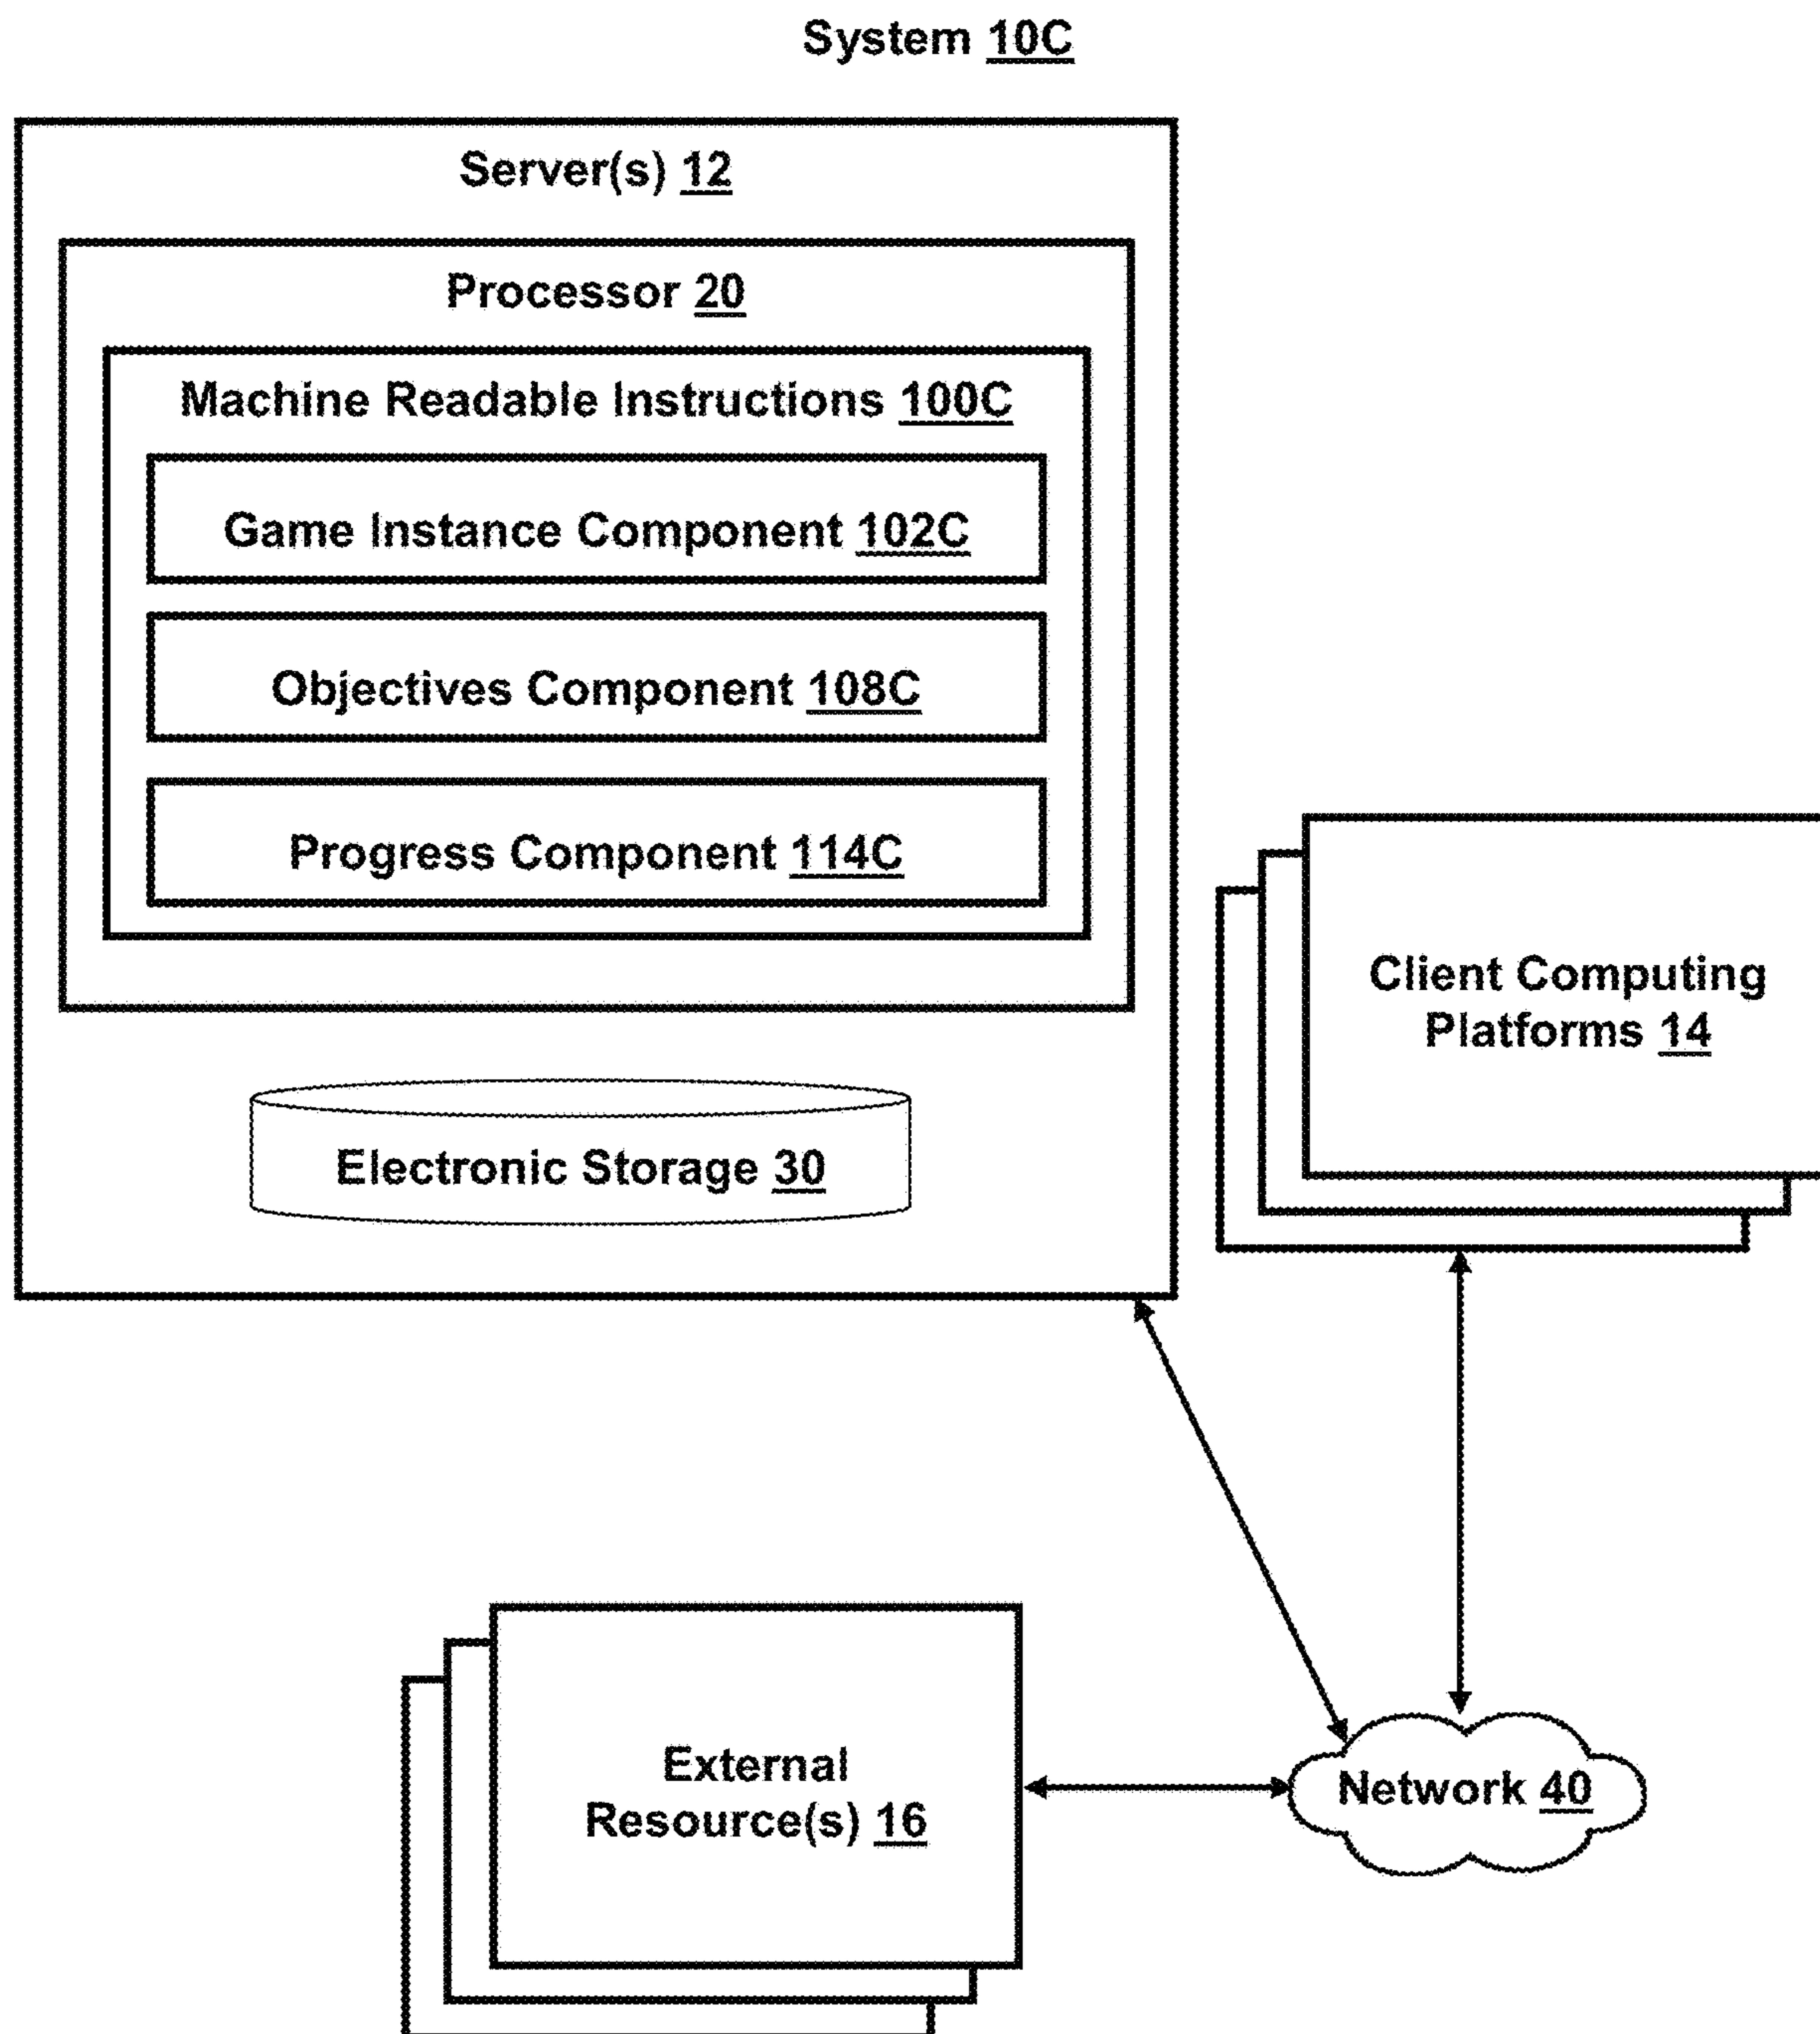 System 10C
Server(s) 12
Processor 20
Machine Readable Instructions 100C
Game Instance Component 102C
Objectives Component 108C
Progress Component 114C
Electronic Storage 30
Client Computing
Platforms 14
External
Resource(s) 16
Network 40